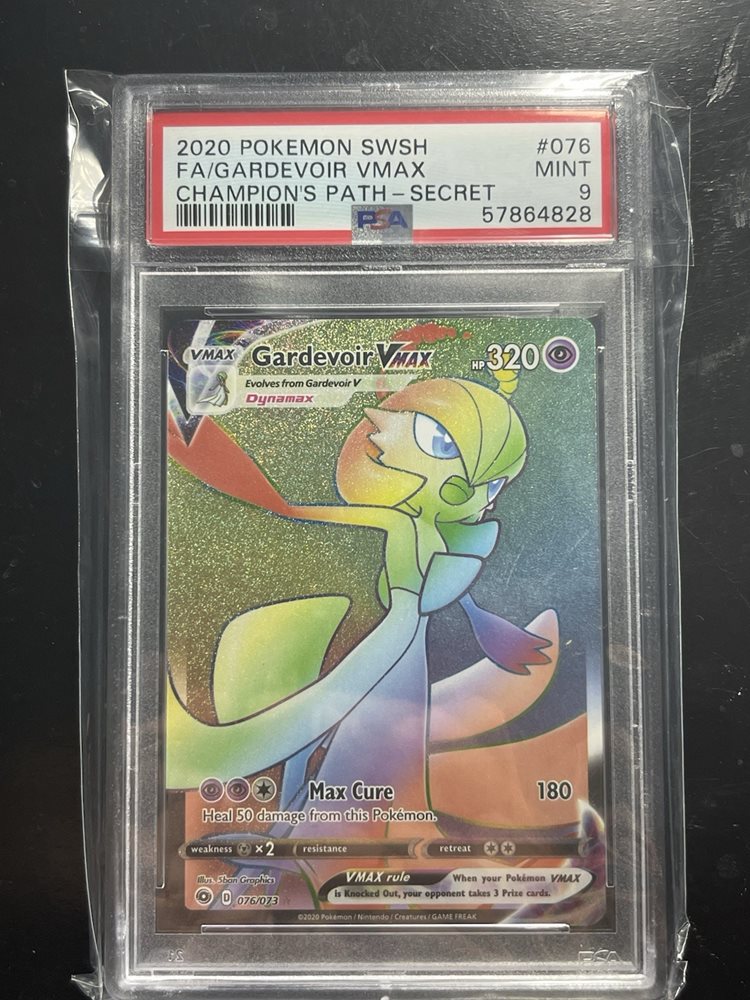 2020 POKEMON SWSH #076
FA/GARDEVOIR VMAX MINT
CHAMPION'S PATH-SECRET 9
PSA 57864828
VMAX Gardevoir VMAX HP 320
Evolves from Gardevoir V
Dynamax
Max Cure 180
Heal 50 damage from this Pokémon.
weakness ×2 resistance retreat
VMAX rule When your Pokémon VMAX
is Knocked Out, your opponent takes 3 Prize cards.
Illus. 5ban Graphics
D 076/073
©2020 Pokémon / Nintendo / Creatures / GAME FREAK
PSA